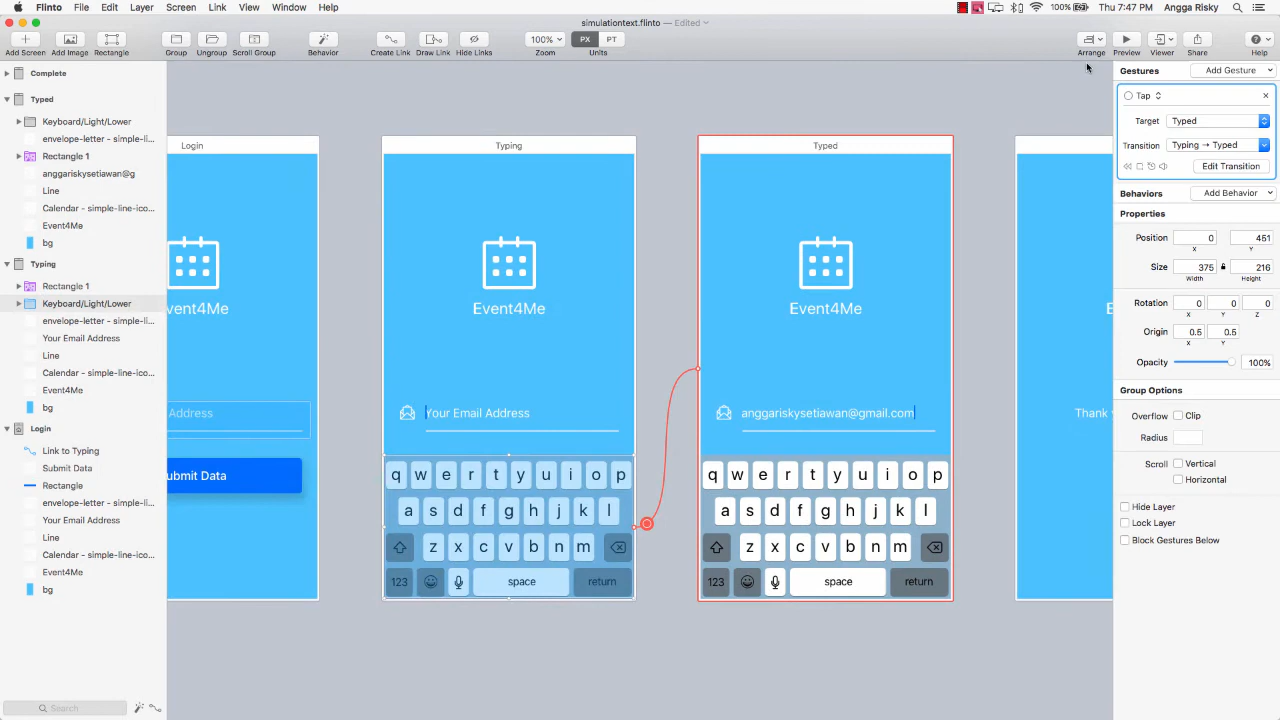 Flinto File Edit Layer Screen Link View Window Help
100% Thu 7:47 PM Angga Risky
simulationtext.flinto — Edited
100%
PX PT
Add Screen Add Image Rectangle Group Ungroup Scroll Group Behavior Create Link Draw Link Hide Links Zoom Units Arrange Preview Viewer Share Help
Complete
Typed
Keyboard/Light/Lower
envelope-letter - simple-li...
Rectangle 1
anggariskysetiawan@g
Line
Calendar - simple-line-ico...
Event4Me
bg
Typing
Rectangle 1
Keyboard/Light/Lower
envelope-letter - simple-li...
Your Email Address
Line
Calendar - simple-line-ico...
Event4Me
bg
Login
Link to Typing
Submit Data
Rectangle
envelope-letter - simple-li...
Your Email Address
Line
Calendar - simple-line-ico...
Event4Me
bg
Search
Login
vent4Me
Address
ubmit Data
Typing
Event4Me
Your Email Address
q w e r t y u i o p
a s d f g h j k l
z x c v b n m
123 space return
Typed
Event4Me
anggariskysetiawan@gmail.com
q w e r t y u i o p
a s d f g h j k l
z x c v b n m
123 space return
E
Thank y
Gestures Add Gesture
Tap
Target Typed
Transition Typing → Typed
Edit Transition
Behaviors Add Behavior
Properties
Position 0 451
X Y
Size 375 216
Width Height
Rotation 0 0 0
X Y Z
Origin 0.5 0.5
X Y
Opacity 100%
Group Options
Overflow Clip
Radius
Scroll Vertical
Horizontal
Hide Layer
Lock Layer
Block Gestures Below